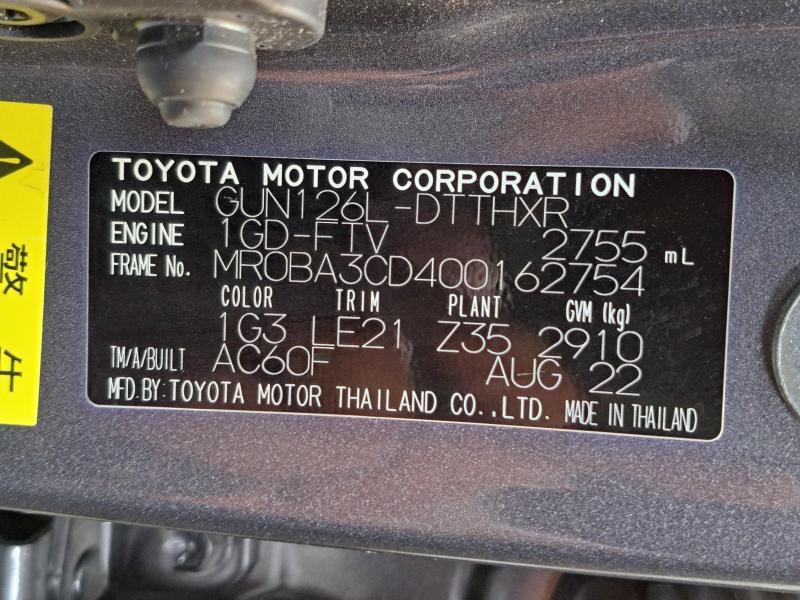 TOYOTA MOTOR CORPORATION
MODEL GUN126L-DTTHXR
ENGINE 1GD-FTV 2755 mL
FRAME No. MR0BA3CD400162754
COLOR TRIM PLANT GVM (kg)
1G3 LE21 Z35 2910
TM/A/BUILT AC60F AUG 22
MFD.BY:TOYOTA MOTOR THAILAND CO.,LTD. MADE IN THAILAND